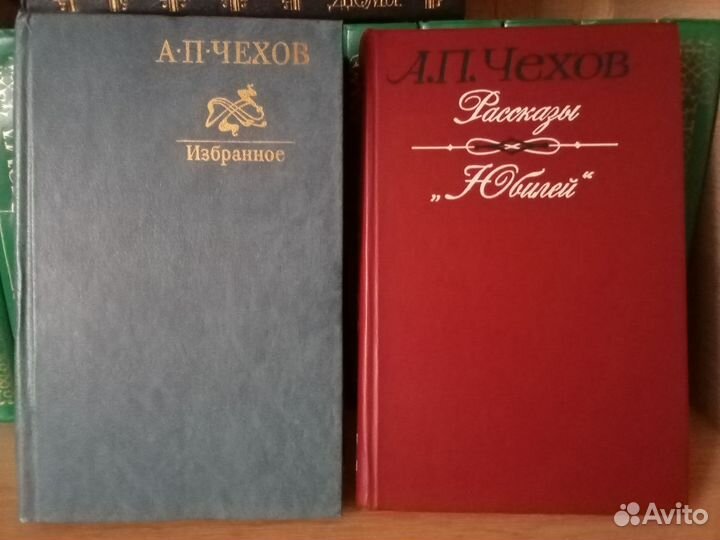 А·П·ЧЕХОВ
Избранное
А.П. Чехов
Рассказы
„Юбилей“
Avito